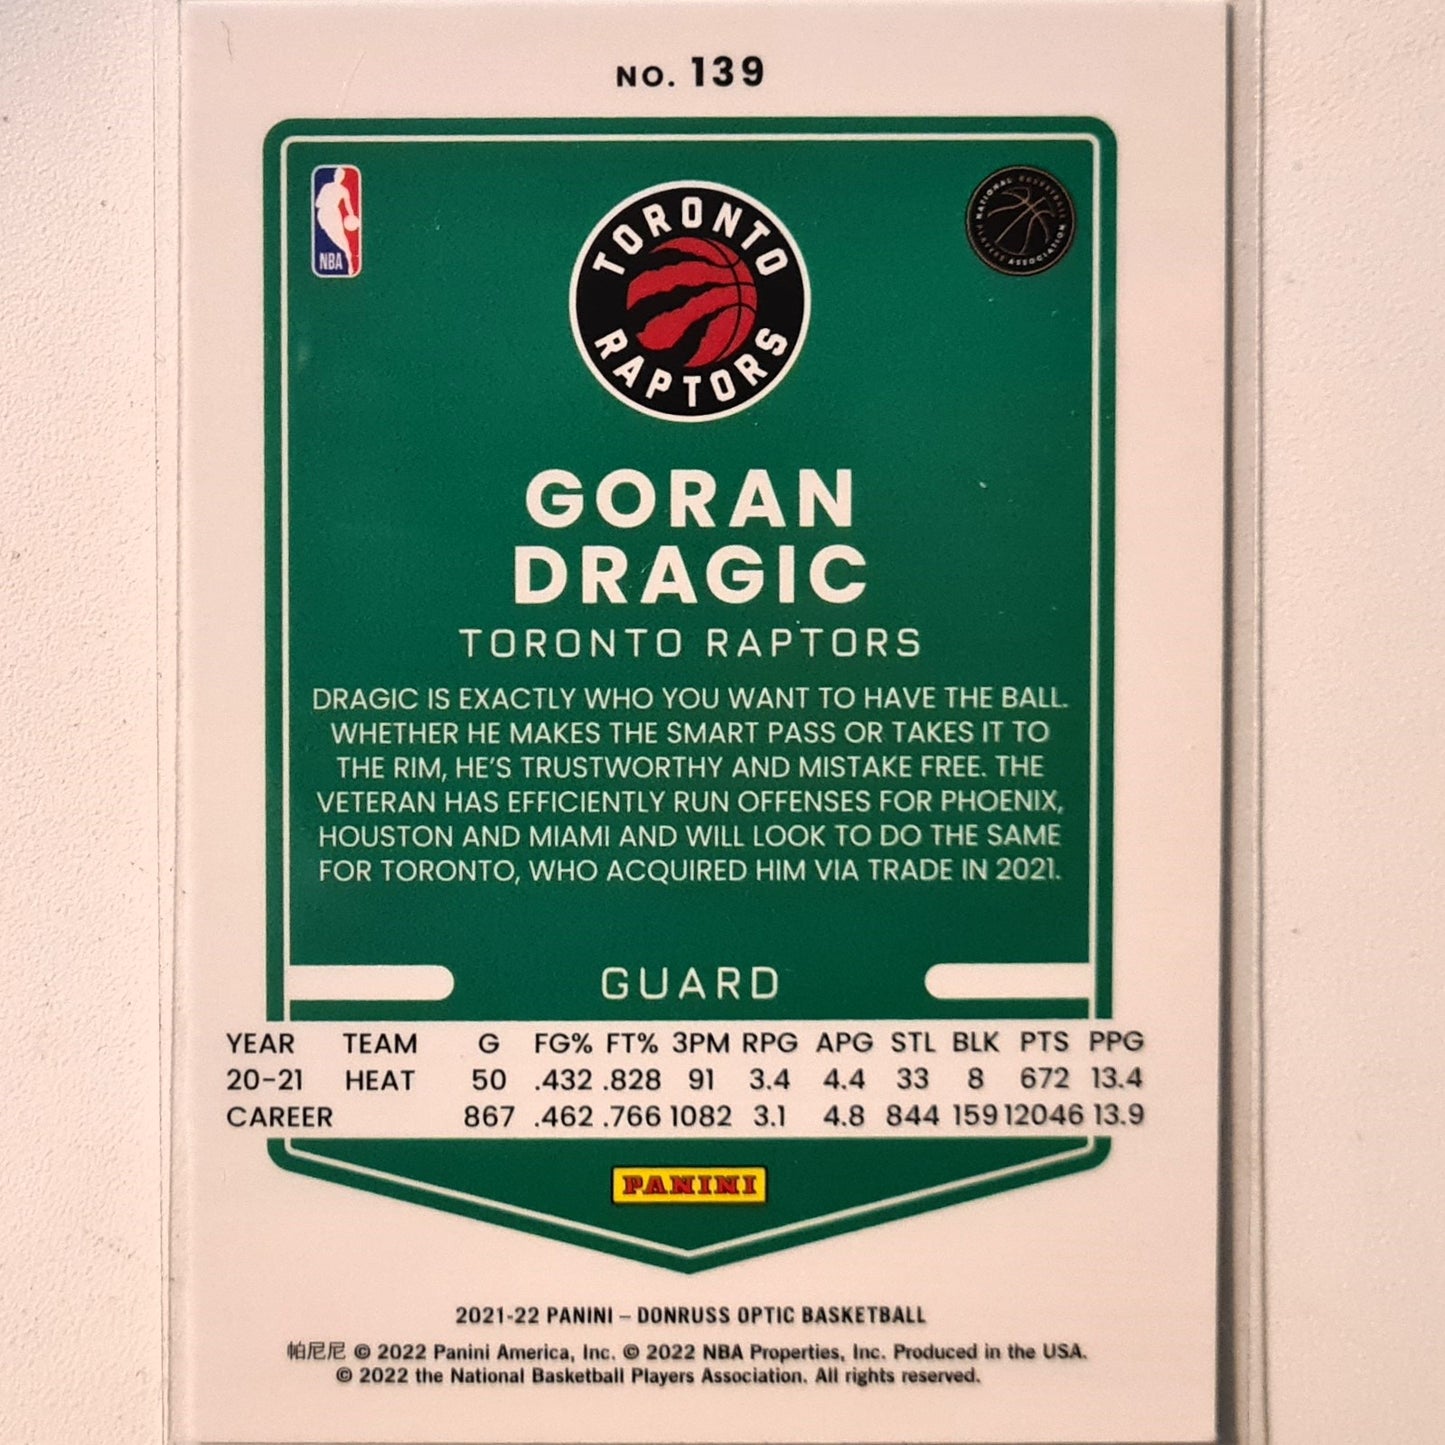 NO. 139
NBA
NATIONAL BASKETBALL
PLAYERS ASSOCIATION
TORONTO
RAPTORS
GORAN
DRAGIC
TORONTO RAPTORS
DRAGIC IS EXACTLY WHO YOU WANT TO HAVE THE BALL.
WHETHER HE MAKES THE SMART PASS OR TAKES IT TO
THE RIM, HE'S TRUSTWORTHY AND MISTAKE FREE. THE
VETERAN HAS EFFICIENTLY RUN OFFENSES FOR PHOENIX,
HOUSTON AND MIAMI AND WILL LOOK TO DO THE SAME
FOR TORONTO, WHO ACQUIRED HIM VIA TRADE IN 2021.
GUARD
YEAR TEAM G FG% FT% 3PM RPG APG STL BLK PTS PPG
20-21 HEAT 50 .432 .828 91 3.4 4.4 33 8 672 13.4
CAREER 867 .462 .766 1082 3.1 4.8 844 159 12046 13.9
PANINI
2021-22 PANINI – DONRUSS OPTIC BASKETBALL
帕尼尼 © 2022 Panini America, Inc. © 2022 NBA Properties, Inc. Produced in the USA.
© 2022 the National Basketball Players Association. All rights reserved.